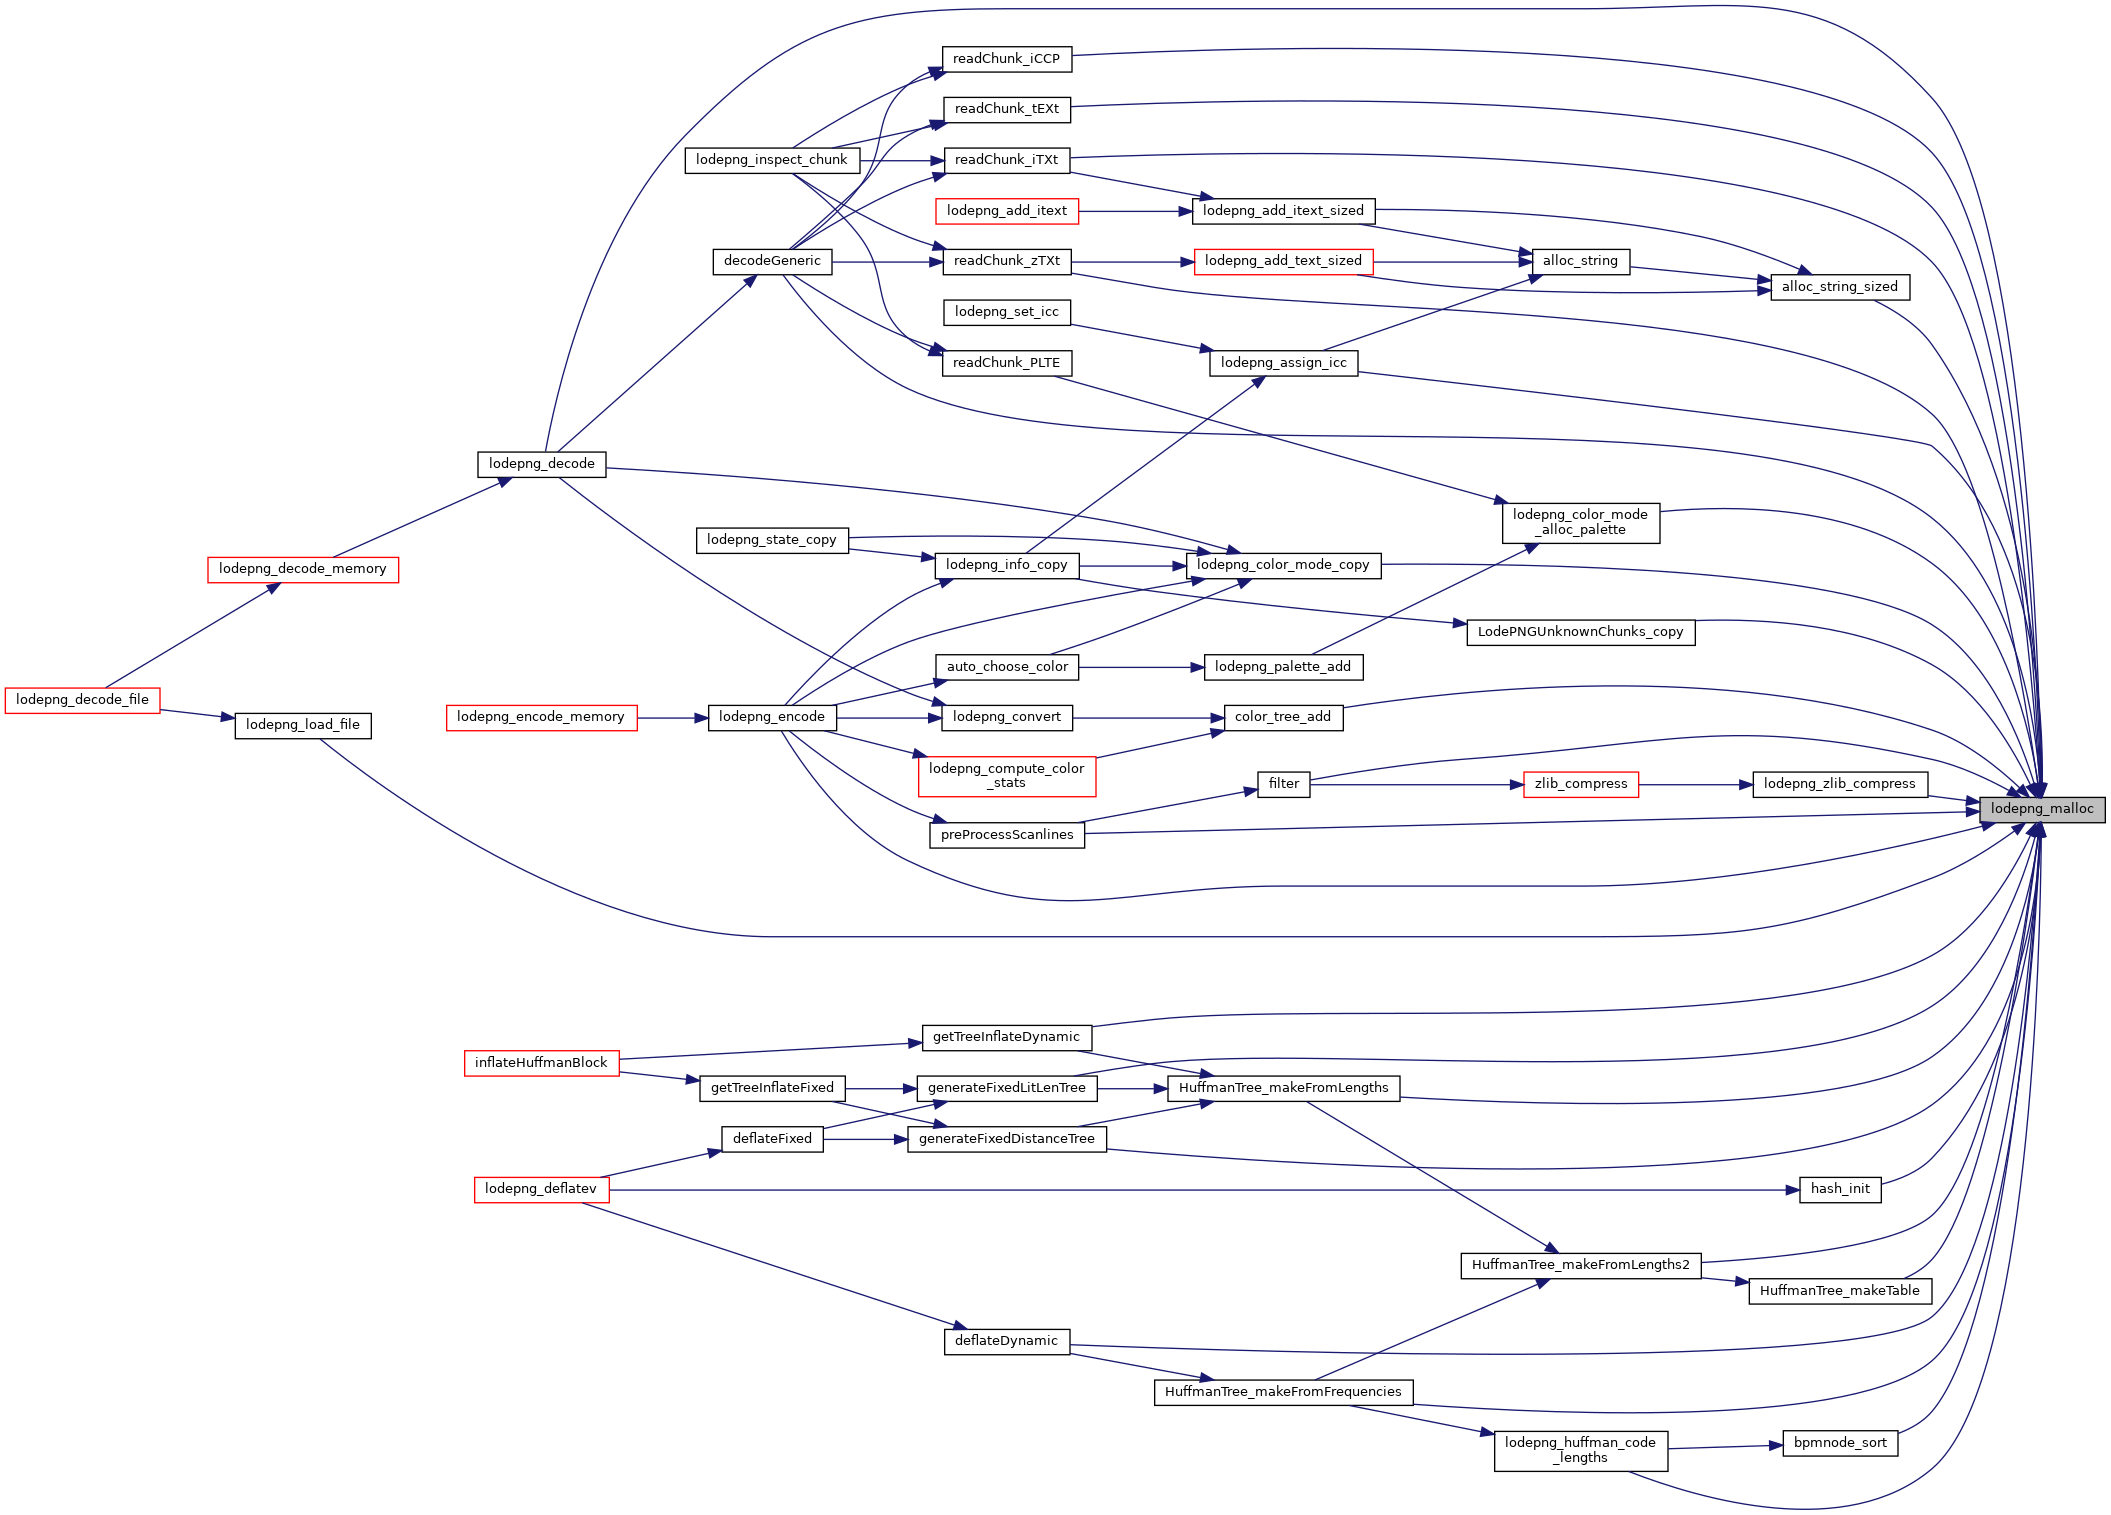 readChunk_iCCP
readChunk_tEXt
lodepng_inspect_chunk
readChunk_iTXt
lodepng_add_itext
lodepng_add_itext_sized
decodeGeneric
readChunk_zTXt
lodepng_add_text_sized
alloc_string
alloc_string_sized
lodepng_set_icc
readChunk_PLTE
lodepng_assign_icc
lodepng_decode
lodepng_color_mode
_alloc_palette
lodepng_state_copy
lodepng_decode_memory
lodepng_info_copy
lodepng_color_mode_copy
LodePNGUnknownChunks_copy
auto_choose_color
lodepng_palette_add
lodepng_decode_file
lodepng_load_file
lodepng_encode_memory
lodepng_encode
lodepng_convert
color_tree_add
lodepng_compute_color
_stats
filter
zlib_compress
lodepng_zlib_compress
lodepng_malloc
preProcessScanlines
getTreeInflateDynamic
inflateHuffmanBlock
getTreeInflateFixed
generateFixedLitLenTree
HuffmanTree_makeFromLengths
deflateFixed
generateFixedDistanceTree
lodepng_deflatev
hash_init
HuffmanTree_makeFromLengths2
HuffmanTree_makeTable
deflateDynamic
HuffmanTree_makeFromFrequencies
lodepng_huffman_code
_lengths
bpmnode_sort